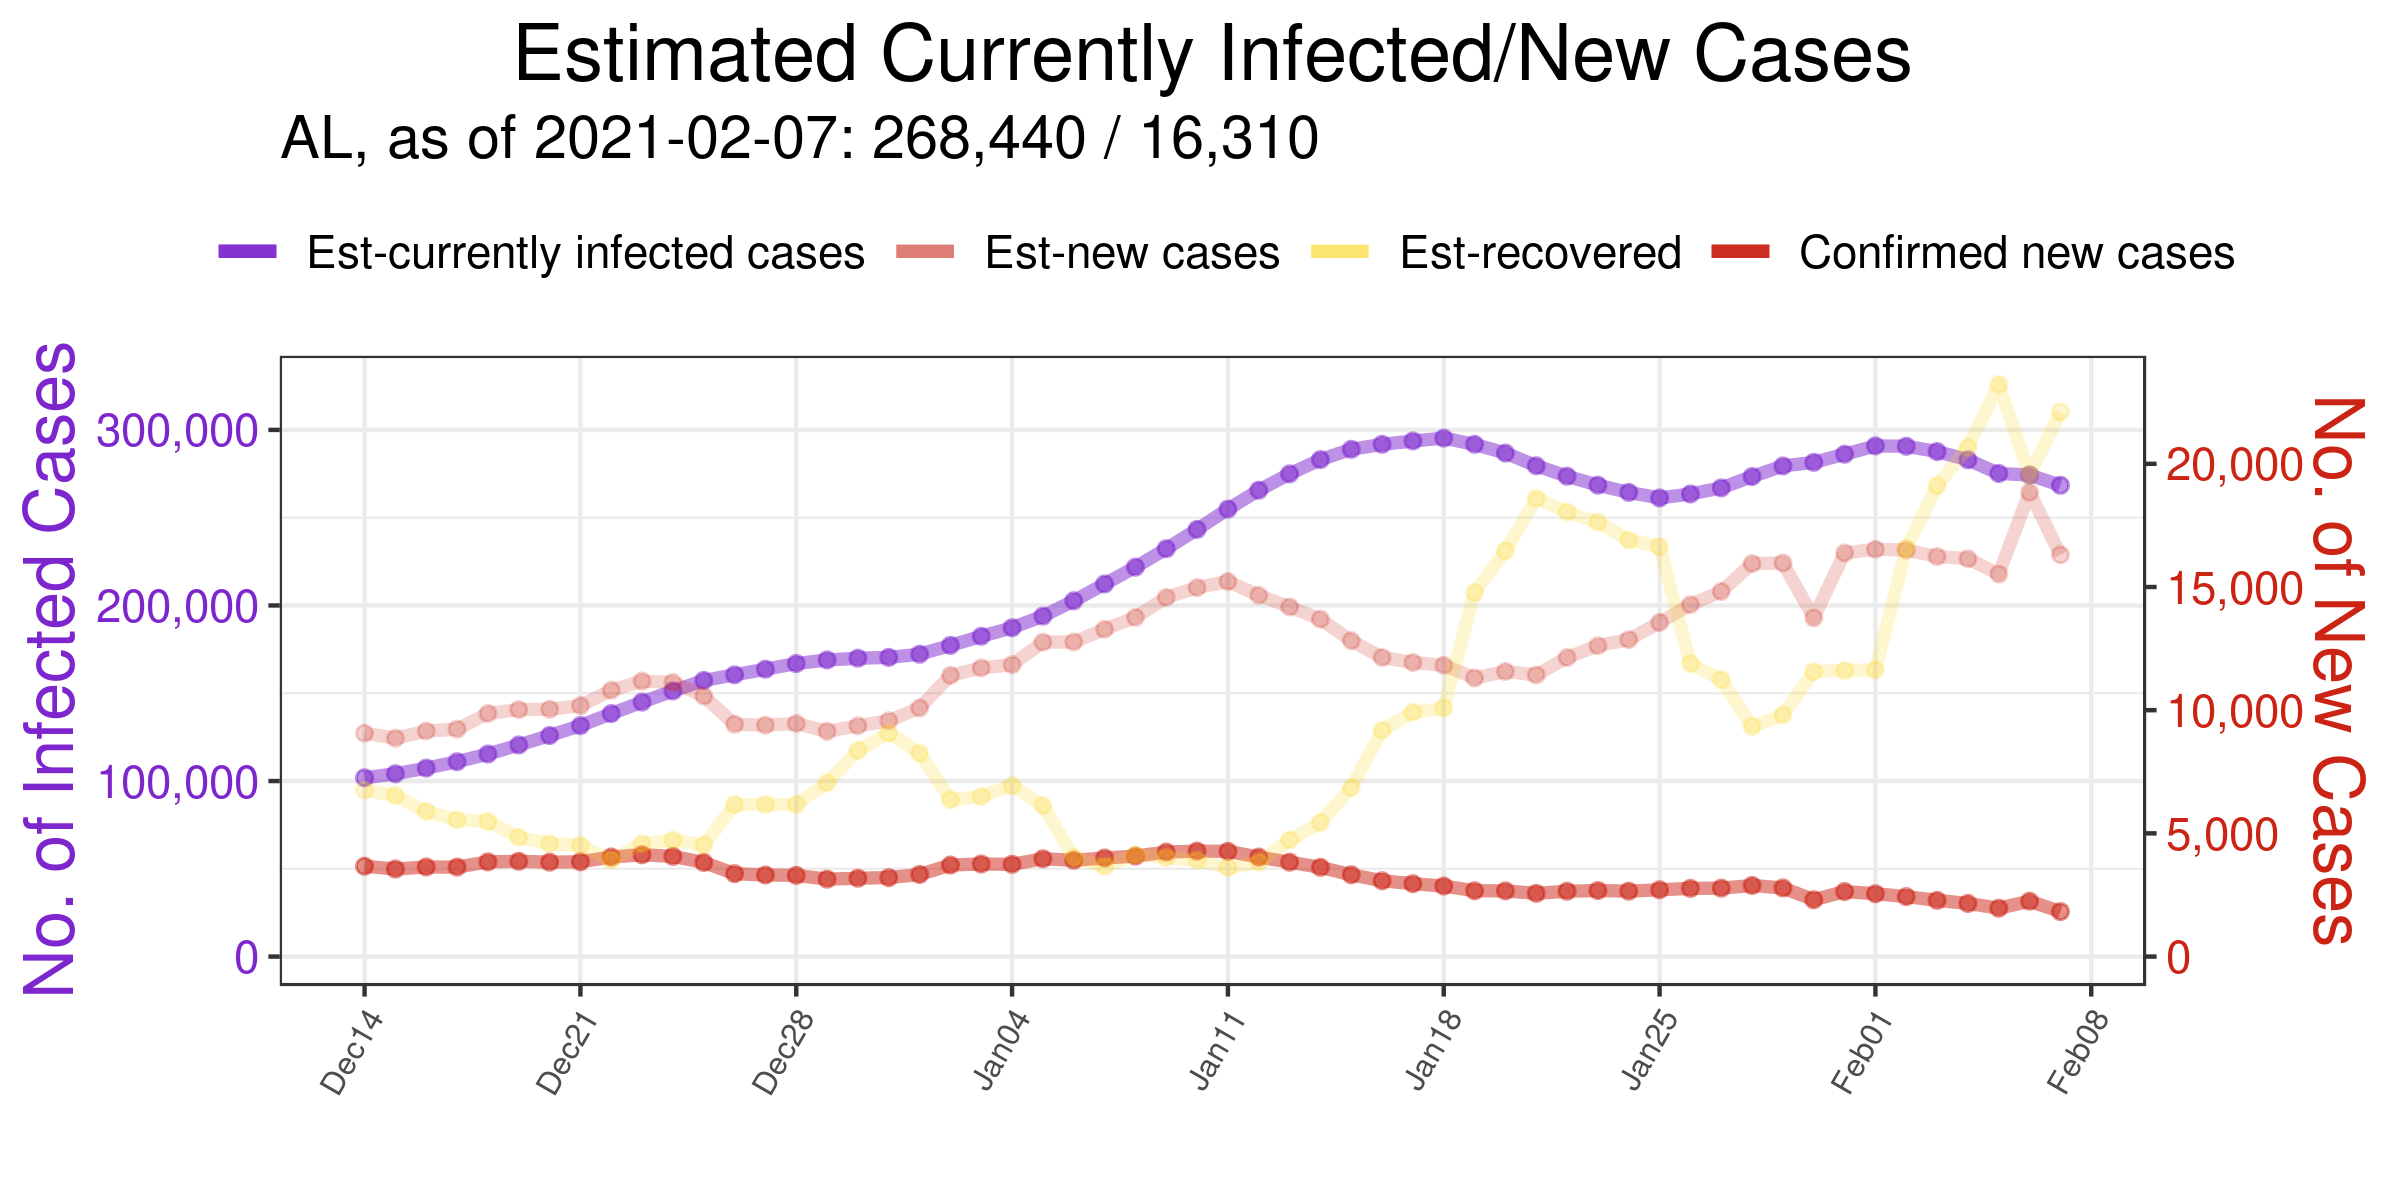 Estimated Currently Infected/New Cases
AL, as of 2021-02-07: 268,440 / 16,310
Est-currently infected cases Est-new cases Est-recovered Confirmed new cases
No. of Infected Cases
300,000
200,000
100,000
0
20,000
15,000
10,000
5,000
0
No. of New Cases
Dec14 Dec21 Dec28 Jan04 Jan11 Jan18 Jan25 Feb01 Feb08